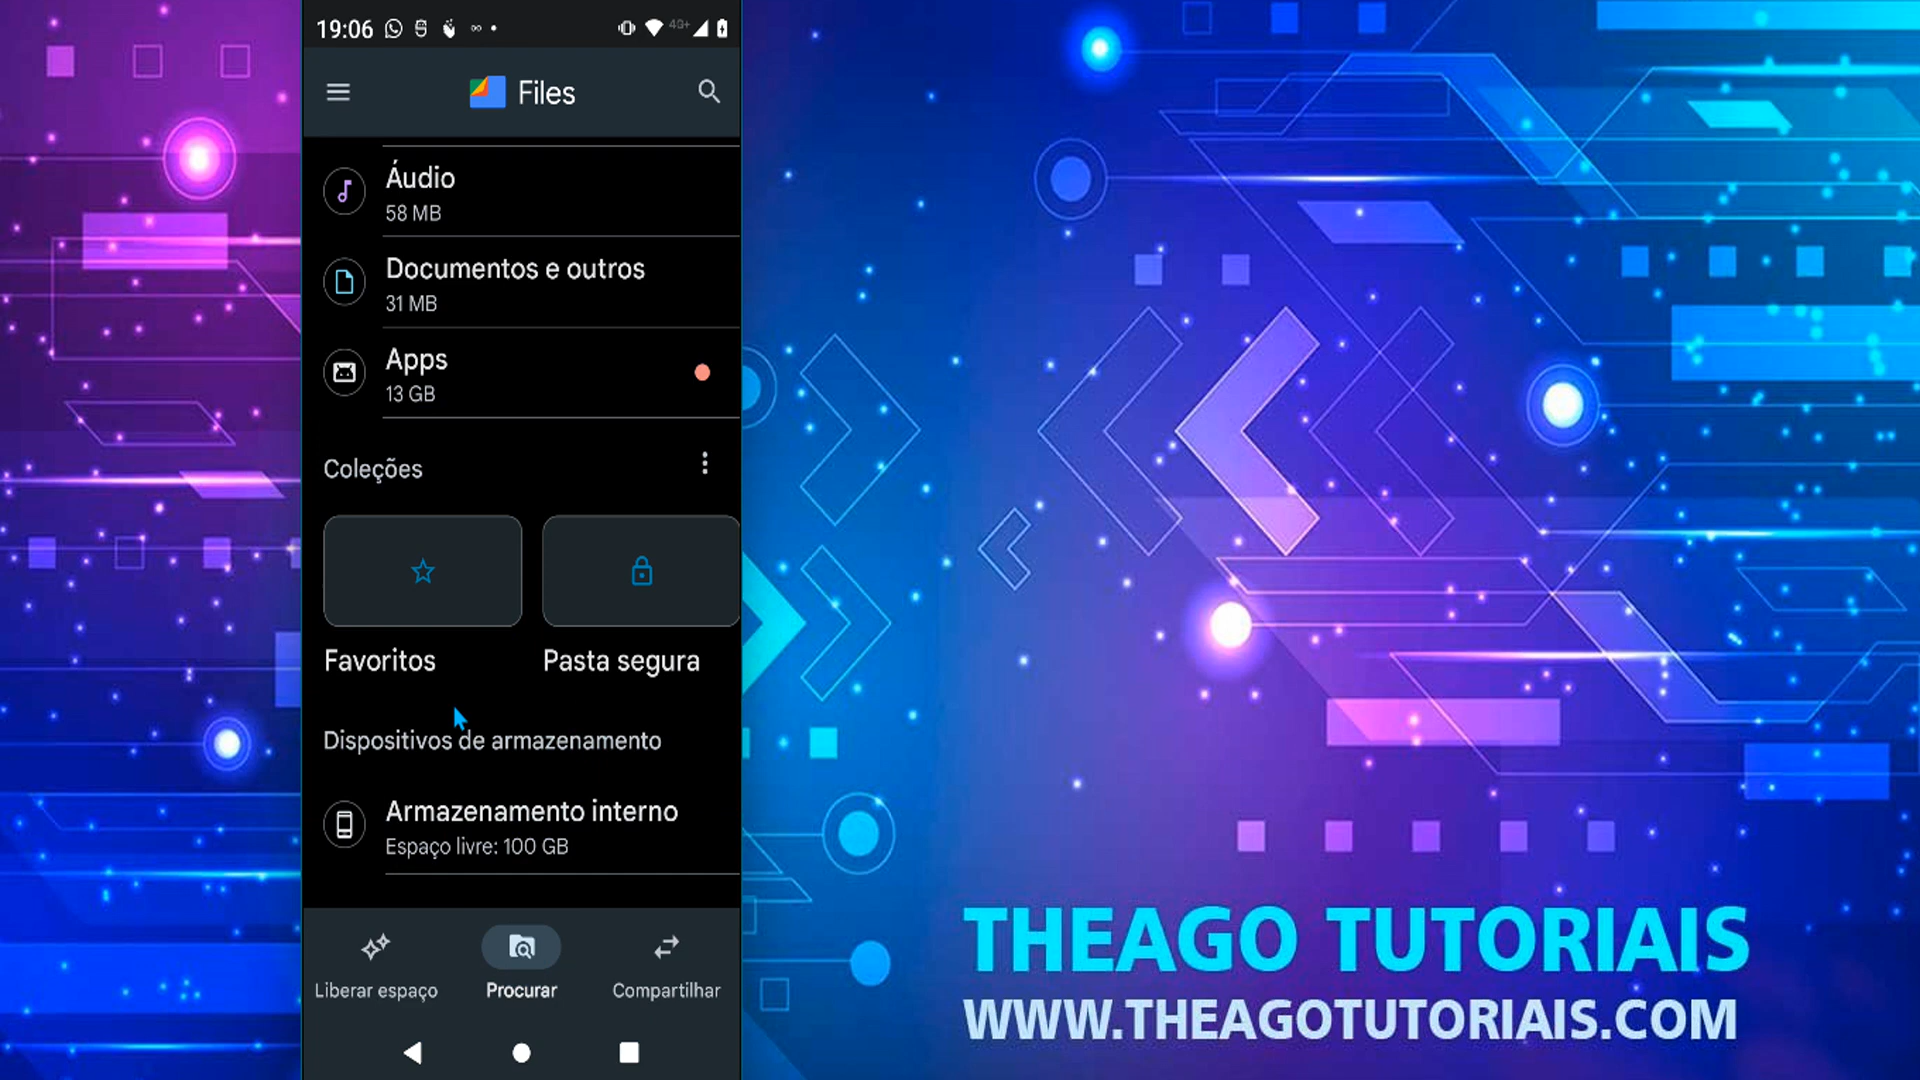 19:06
4G+
Files
Áudio
58 MB
Documentos e outros
31 MB
Apps
13 GB
Coleções
Favoritos
Pasta segura
Dispositivos de armazenamento
Armazenamento interno
Espaço livre: 100 GB
Liberar espaço
Procurar
Compartilhar
THEAGO TUTORIAIS
WWW.THEAGOTUTORIAIS.COM